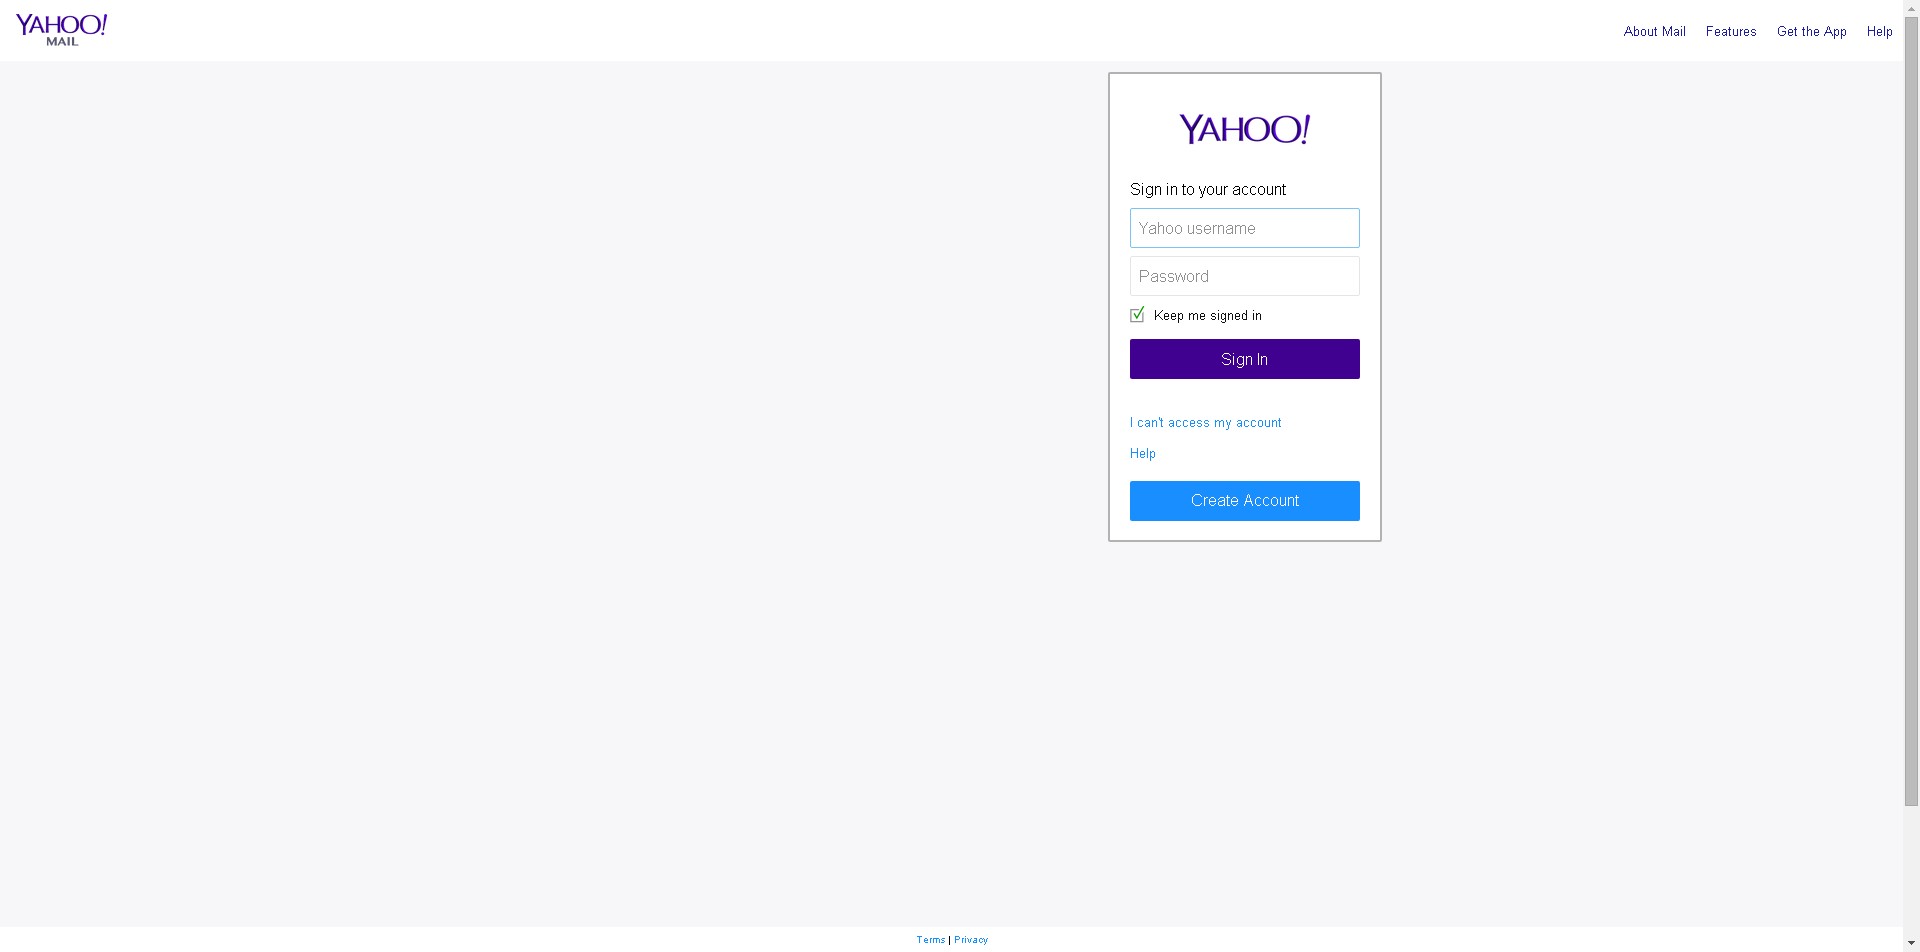 YAHOO!
MAIL
About Mail Features Get the App Help
YAHOO!
Sign in to your account
Yahoo username
Password
Keep me signed in
Sign In
I can't access my account
Help
Create Account
Terms | Privacy